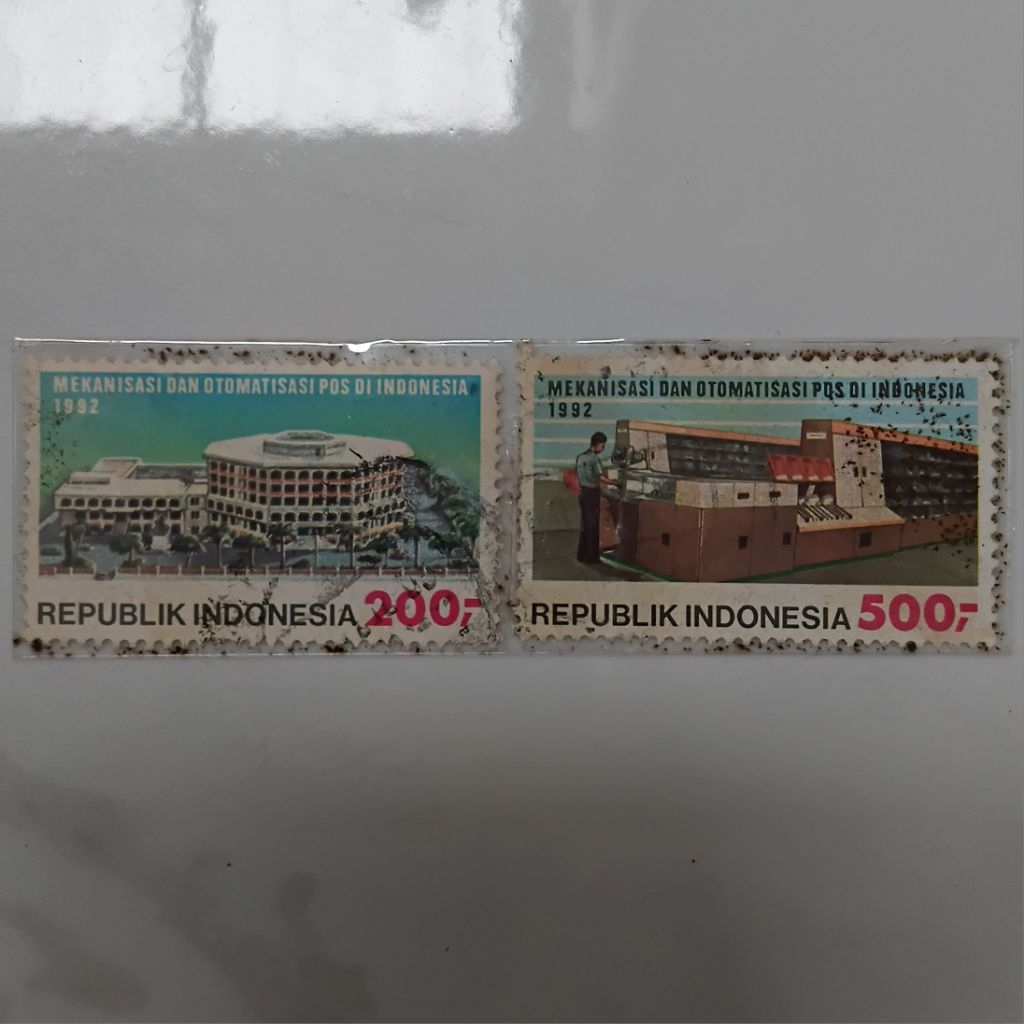 MEKANISASI DAN OTOMATISASI POS DI INDONESIA
1992
REPUBLIK INDONESIA 200,-
MEKANISASI DAN OTOMATISASI POS DI INDONESIA
1992
REPUBLIK INDONESIA 500,-